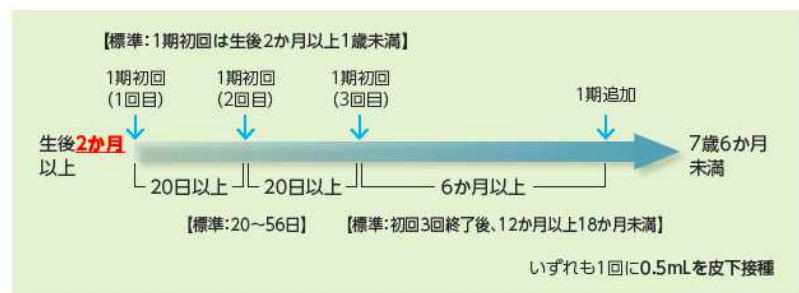 【標準：1期初回は生後2か月以上1歳未満】
1期初回
(1回目)
1期初回
(2回目)
1期初回
(3回目)
1期追加
生後2か月
以上
7歳6か月
未満
20日以上
20日以上
6か月以上
【標準：20～56日】
【標準：初回3回終了後、12か月以上18か月未満】
いずれも1回に0.5mLを皮下接種